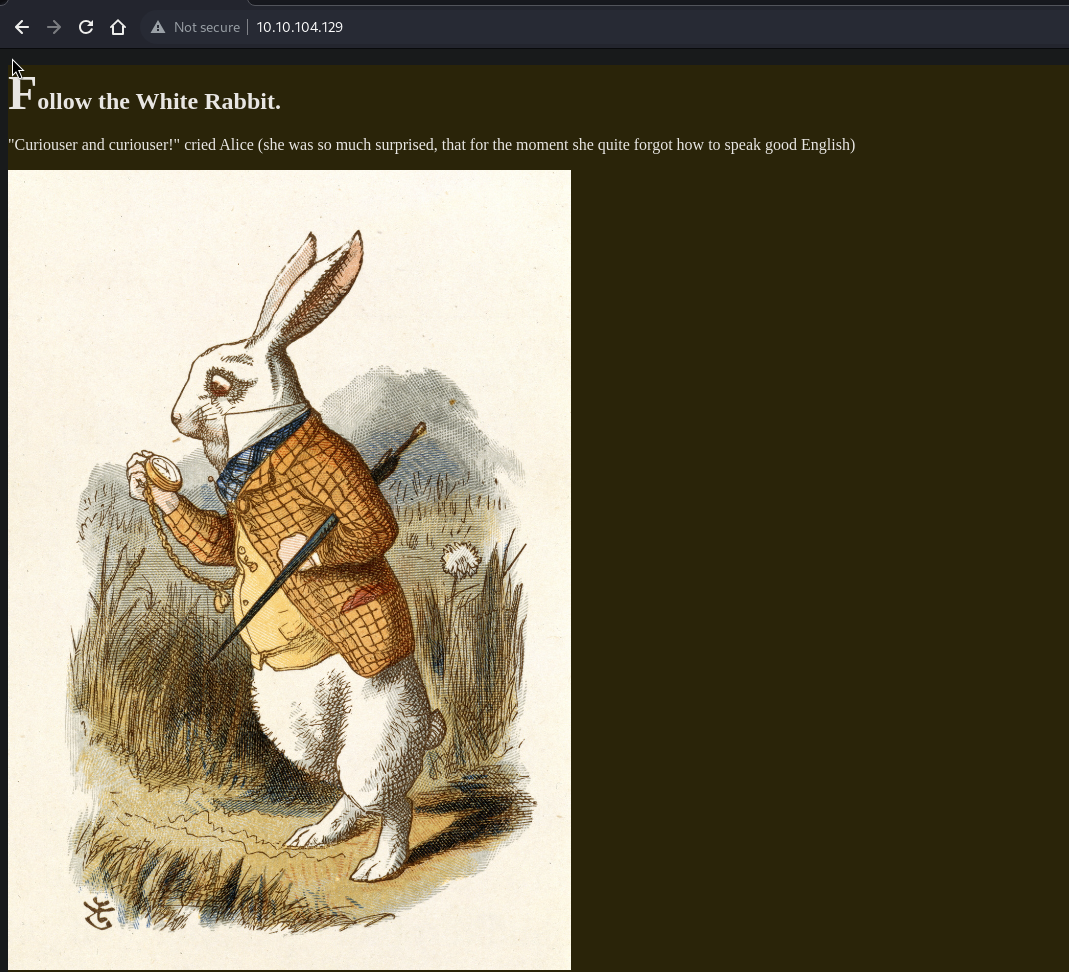 Not secure 10.10.104.129
Follow the White Rabbit.
"Curiouser and curiouser!" cried Alice (she was so much surprised, that for the moment she quite forgot how to speak good English)